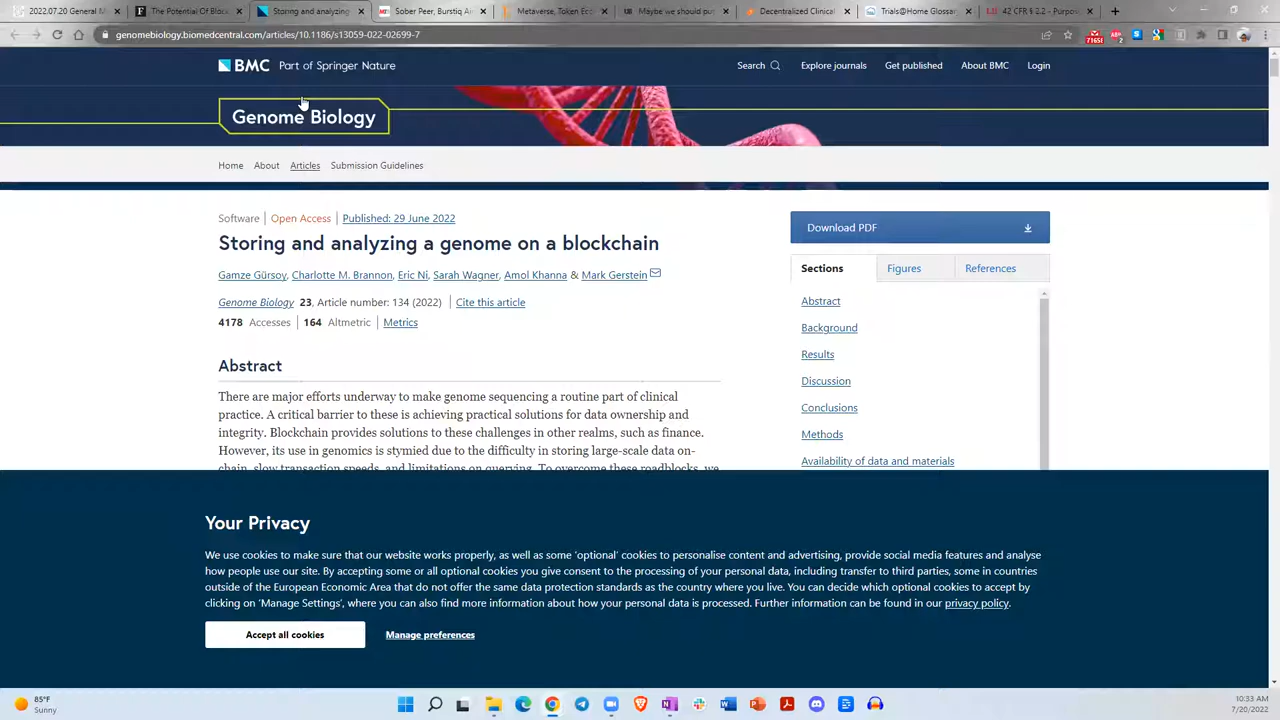 2022.07.20 General M
The Potential Of Block
Storing and analyzing
Sober Peer, Burstiq Ar
Metaverse, Token Ec
Maybe we should pu
Decentralized Clinical
Trials@Home Glossa
42 CFR § 2.2 - Purpo
genomebiology.biomedcentral.com/articles/10.1186/s13059-022-02699-7
BMC Part of Springer Nature
Search Explore journals Get published About BMC Login
Genome Biology
Home About Articles Submission Guidelines
Software Open Access Published: 29 June 2022
Download PDF
Storing and analyzing a genome on a blockchain
Sections Figures References
Gamze Gürsoy, Charlotte M. Brannon, Eric Ni, Sarah Wagner, Amol Khanna & Mark Gerstein
Genome Biology 23, Article number: 134 (2022) Cite this article
4178 Accesses 164 Altmetric Metrics
Abstract
There are major efforts underway to make genome sequencing a routine part of clinical
practice. A critical barrier to these is achieving practical solutions for data ownership and
integrity. Blockchain provides solutions to these challenges in other realms, such as finance.
However, its use in genomics is stymied due to the difficulty in storing large-scale data on-
chain, slow transaction speeds, and limitations on querying. To overcome these roadblocks, we
Abstract
Background
Results
Discussion
Conclusions
Methods
Availability of data and materials
Your Privacy
We use cookies to make sure that our website works properly, as well as some 'optional' cookies to personalise content and advertising, provide social media features and analyse
how people use our site. By accepting some or all optional cookies you give consent to the processing of your personal data, including transfer to third parties, some in countries
outside of the European Economic Area that do not offer the same data protection standards as the country where you live. You can decide which optional cookies to accept by
clicking on 'Manage Settings', where you can also find more information about how your personal data is processed. Further information can be found in our privacy policy.
Accept all cookies Manage preferences
85°F
Sunny
10:33 AM
7/20/2022